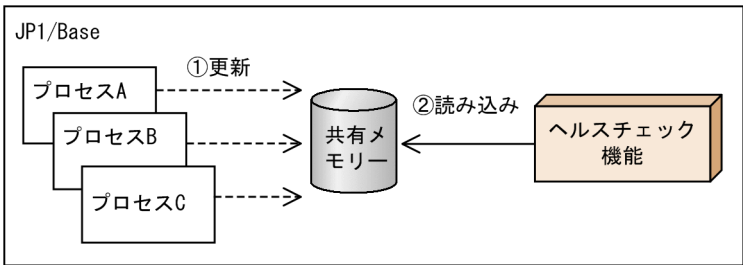 JP1/Base
プロセスA
プロセスB
プロセスC
①更新
共有メ
モリー
②読み込み
ヘルスチェック
機能